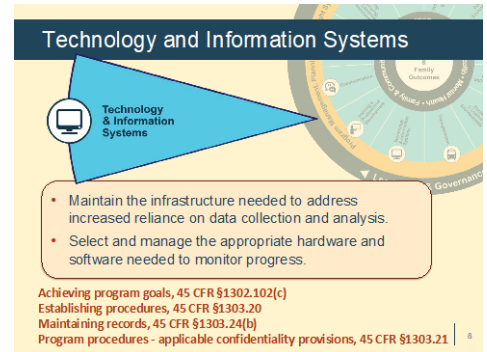 Technology and Information Systems
Family
Outcomes
Technology
& Information
Systems
• Maintain the infrastructure needed to address
increased reliance on data collection and analysis.
• Select and manage the appropriate hardware and
software needed to monitor progress.
Achieving program goals, 45 CFR §1302.102(c)
Establishing procedures, 45 CFR §1303.20
Maintaining records, 45 CFR §1303.24(b)
Program procedures - applicable confidentiality provisions, 45 CFR §1303.21